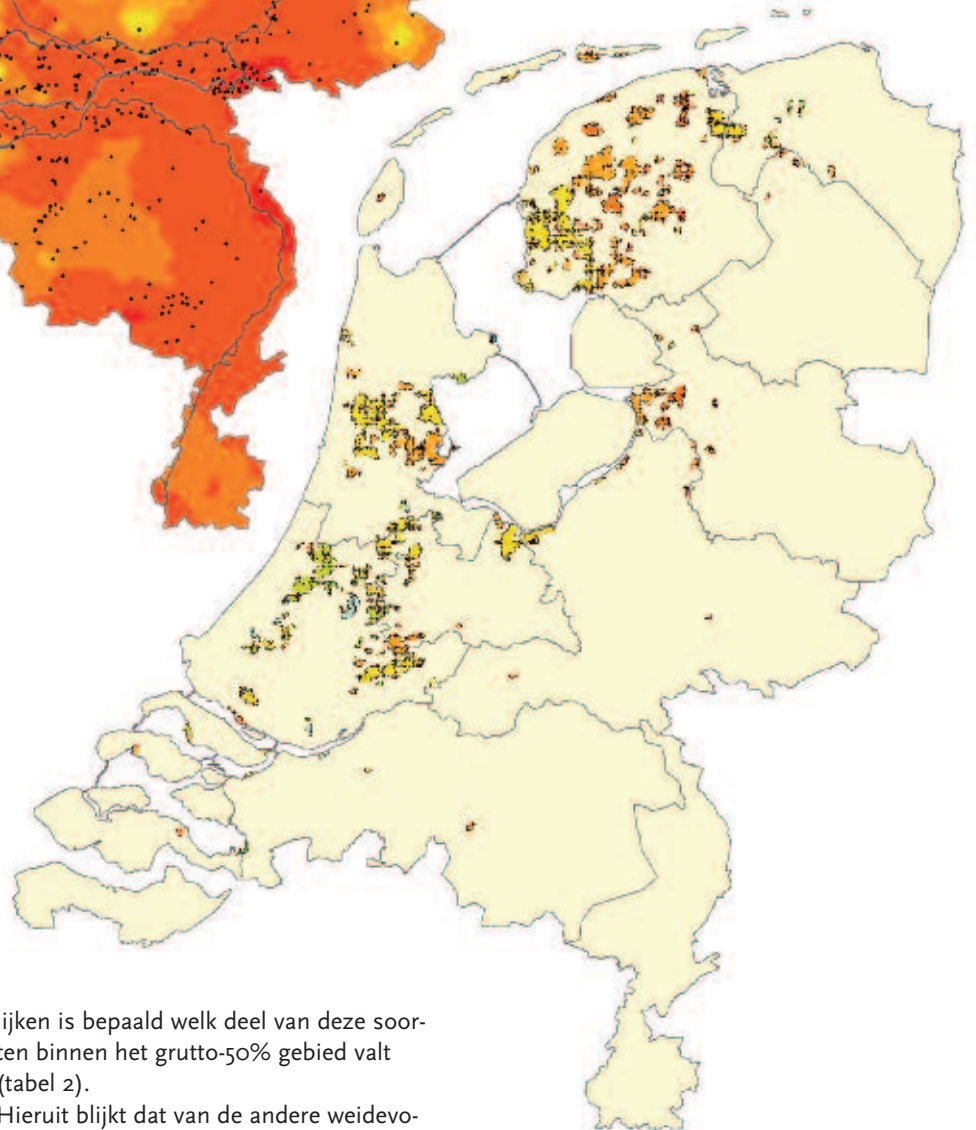 ijken is bepaald welk deel van deze soor-
ten binnen het grutto-50% gebied valt
(tabel 2).
Hieruit blijkt dat van de andere weidevo-